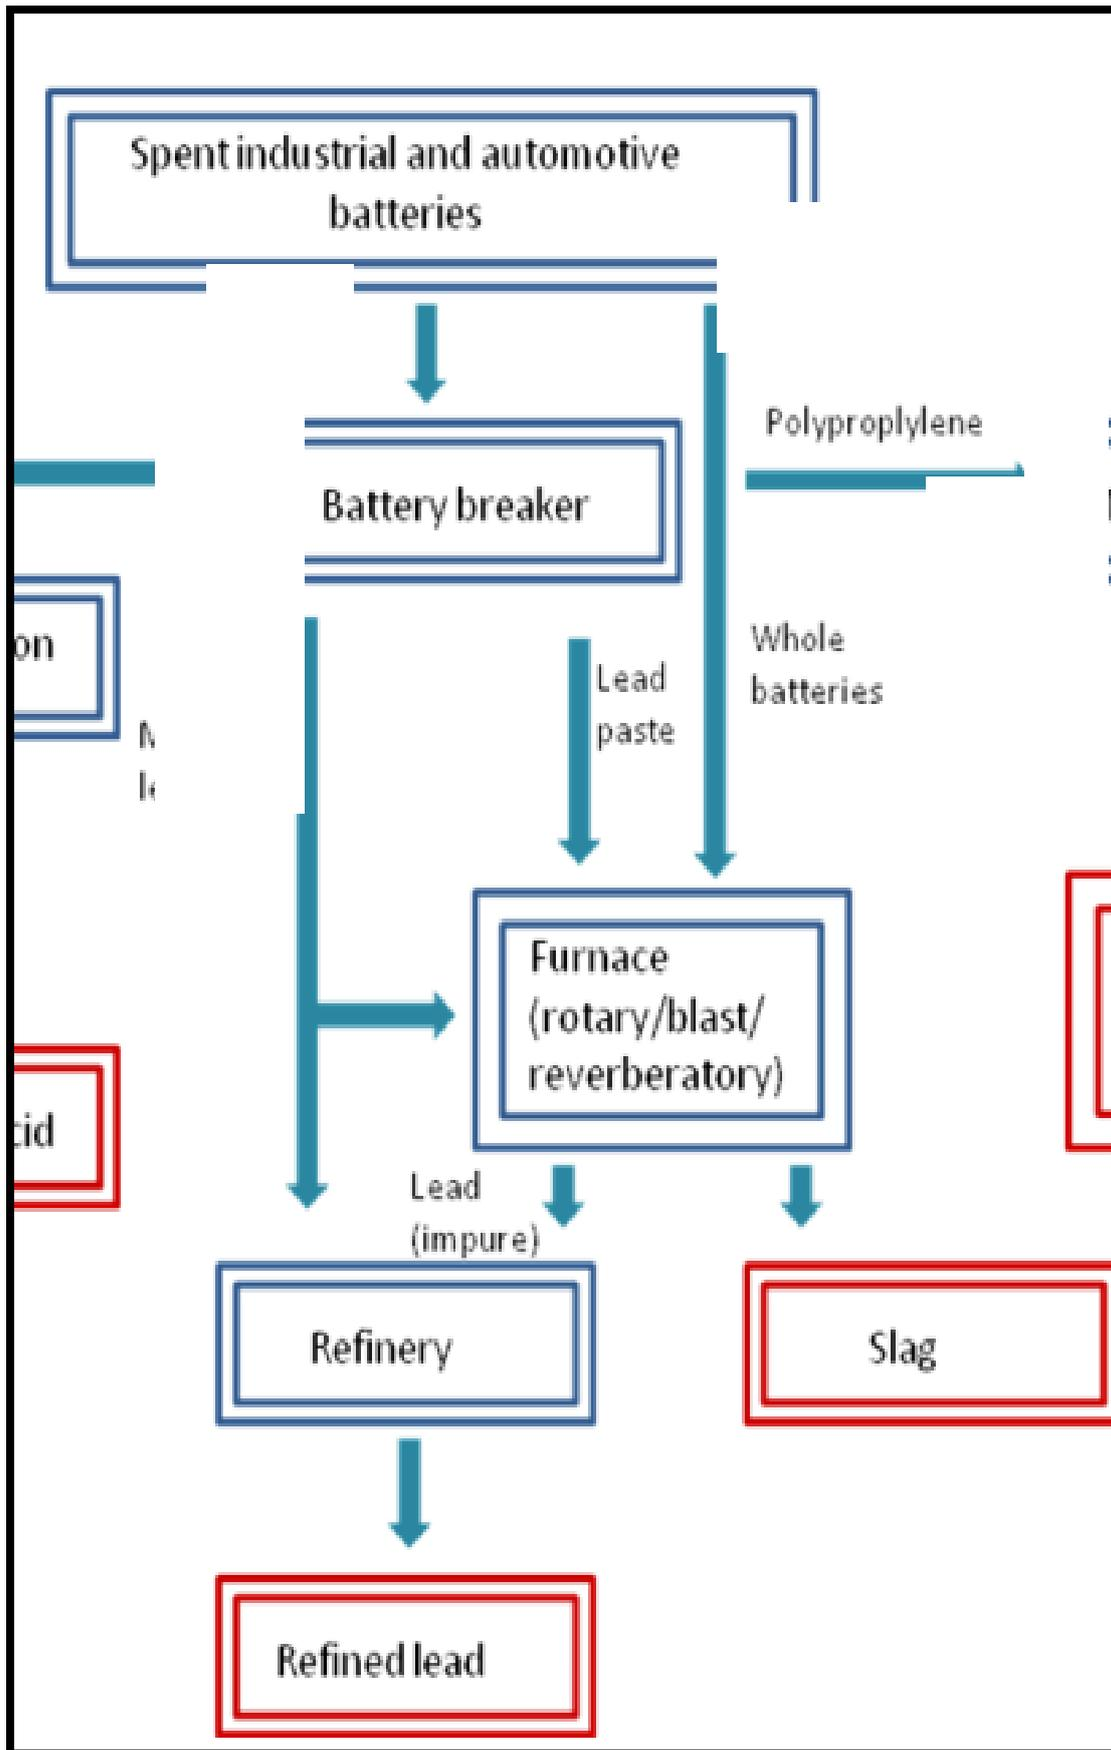 Spent industrial and automotive
batteries
Polyproplylene
Battery breaker
Whole
batteries
Lead
paste
Furnace
(rotary/blast/
reverberatory)
Lead
(impure)
Refinery
Slag
Refined lead